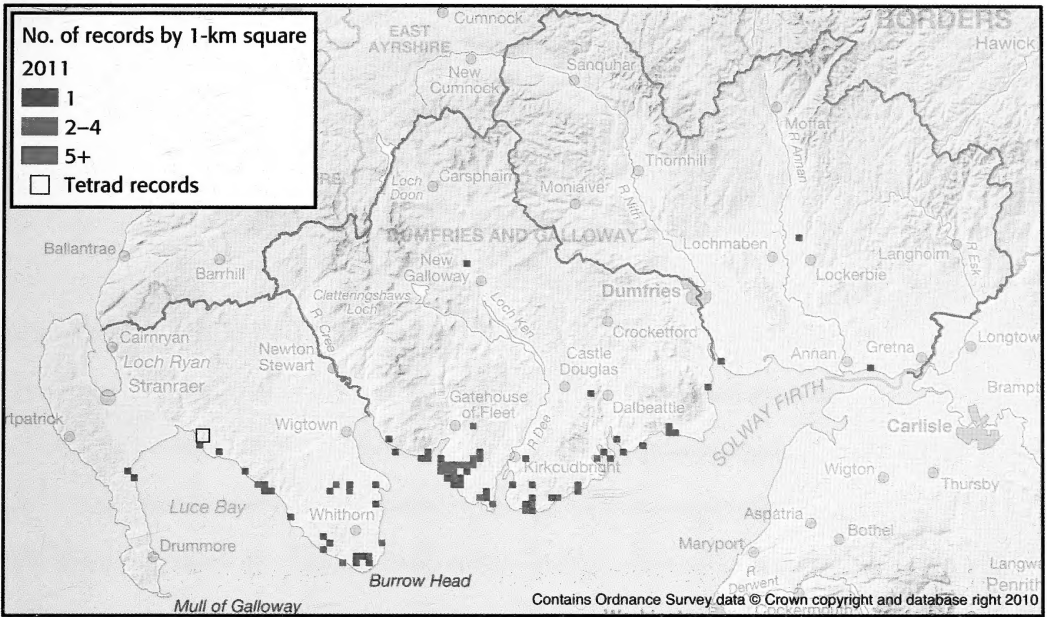 No. of records by 1-km square
2011
1
2–4
5+
Tetrad records
Cumnock
BORDERS
EAST
AYRSHIRE
Hawick
New
Cumnock
Sanquhar
Moffat
R Annan
Thornhill
Loch
Doon
Carsphairn
Moniaive
R Nith
DUMFRIES AND GALLOWAY
Ballantrae
Barrhill
New
Galloway
Lochmaben
Lockerbie
Langholm
R Esk
Clatteringshaws
Loch
Loch Ken
Dumfries
Crocketford
Cairnryan
Loch Ryan
Stranraer
R Cree
Newton
Stewart
Castle
Douglas
Annan
Gretna
Longtow
Brampt
rtpatrick
Wigtown
Gatehouse
of Fleet
R Dee
Dalbeattie
SOLWAY FIRTH
Carlisle
Kirkcudbright
Wigton
Thursby
Luce Bay
Whithorn
Aspatria
Bothel
Drummore
Maryport
Burrow Head
R
Derwent
Langw
Penrith
Mull of Galloway
Contains Ordnance Survey data © Crown copyright and database right 2010
Cockermouth